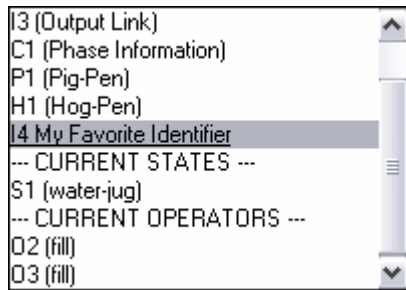 I3 (Output Link)
C1 (Phase Information)
P1 (Pig-Pen)
H1 (Hog-Pen)
I4 My Favorite Identifier
--- CURRENT STATES ---
S1 (water-jug)
--- CURRENT OPERATORS ---
O2 (fill)
O3 (fill)